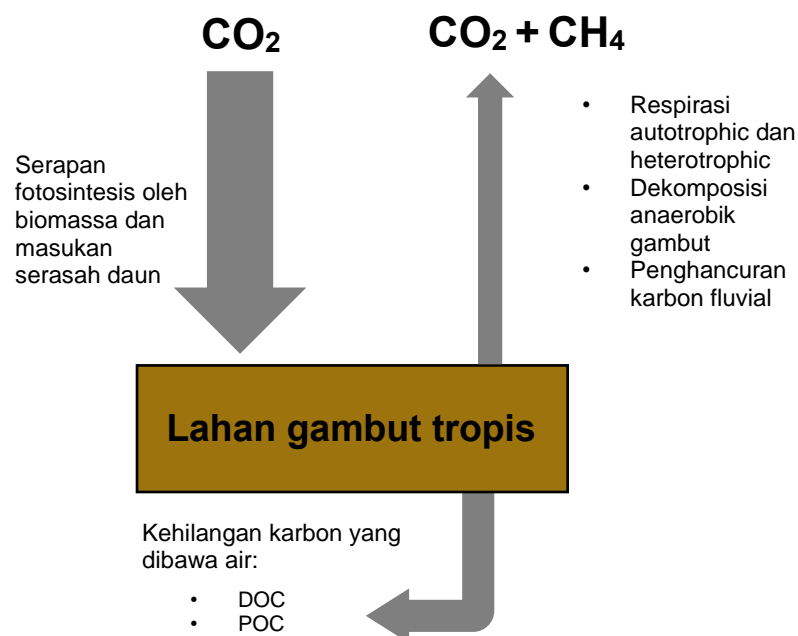 CO₂
CO₂ + CH₄
Serapan
fotosintesis oleh
biomassa dan
masukan
serasah daun
• Respirasi
autotrophic dan
heterotrophic
• Dekomposisi
anaerobik
gambut
• Penghancuran
karbon fluvial
Lahan gambut tropis
Kehilangan karbon yang
dibawa air:
• DOC
• POC